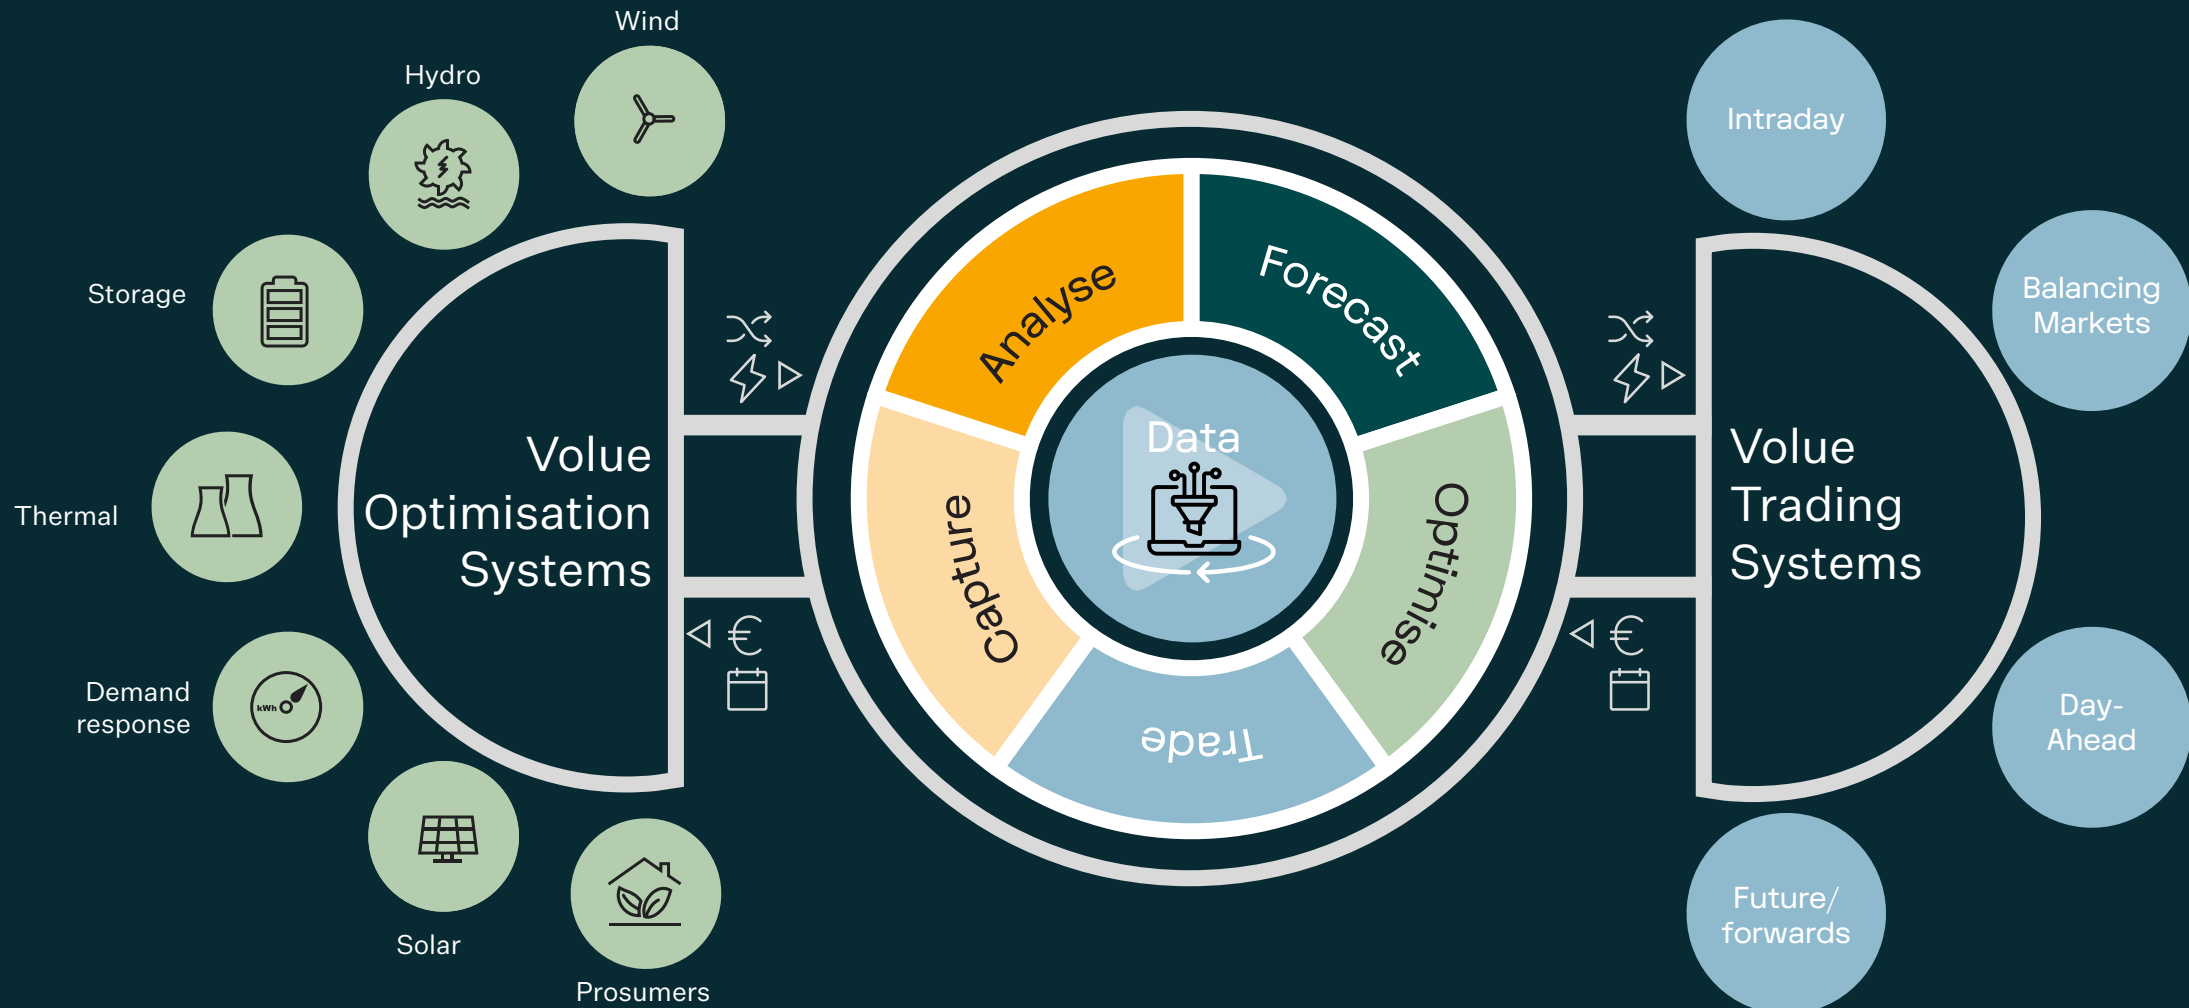 Wind
Hydro
Storage
Thermal
Demand
response
kWh
Solar
Prosumers
Volue
Optimisation
Systems
€
Analyse
Forecast
Optimise
Trade
Capture
Data
€
Volue
Trading
Systems
Intraday
Balancing
Markets
Day-
Ahead
Future/
forwards